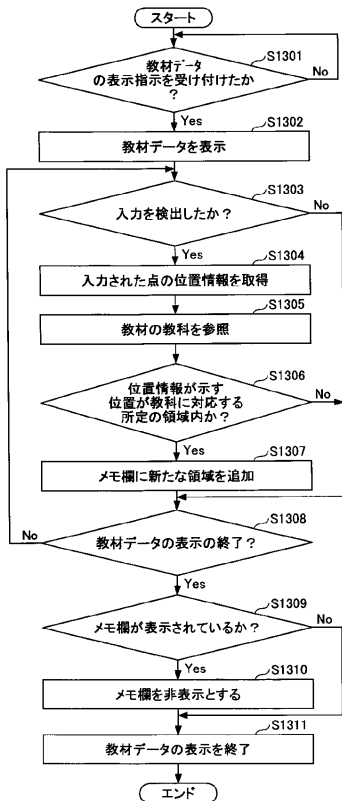 スタート
S1301
教材データ
の表示指示を受け付けたか
?
No
Yes
S1302
教材データを表示
S1303
入力を検出したか?
No
Yes
S1304
入力された点の位置情報を取得
S1305
教材の教科を参照
S1306
位置情報が示す
位置が教科に対応する
所定の領域内か?
No
Yes
S1307
メモ欄に新たな領域を追加
S1308
No
教材データの表示の終了?
Yes
S1309
メモ欄が表示されているか?
No
Yes
S1310
メモ欄を非表示とする
S1311
教材データの表示を終了
エンド